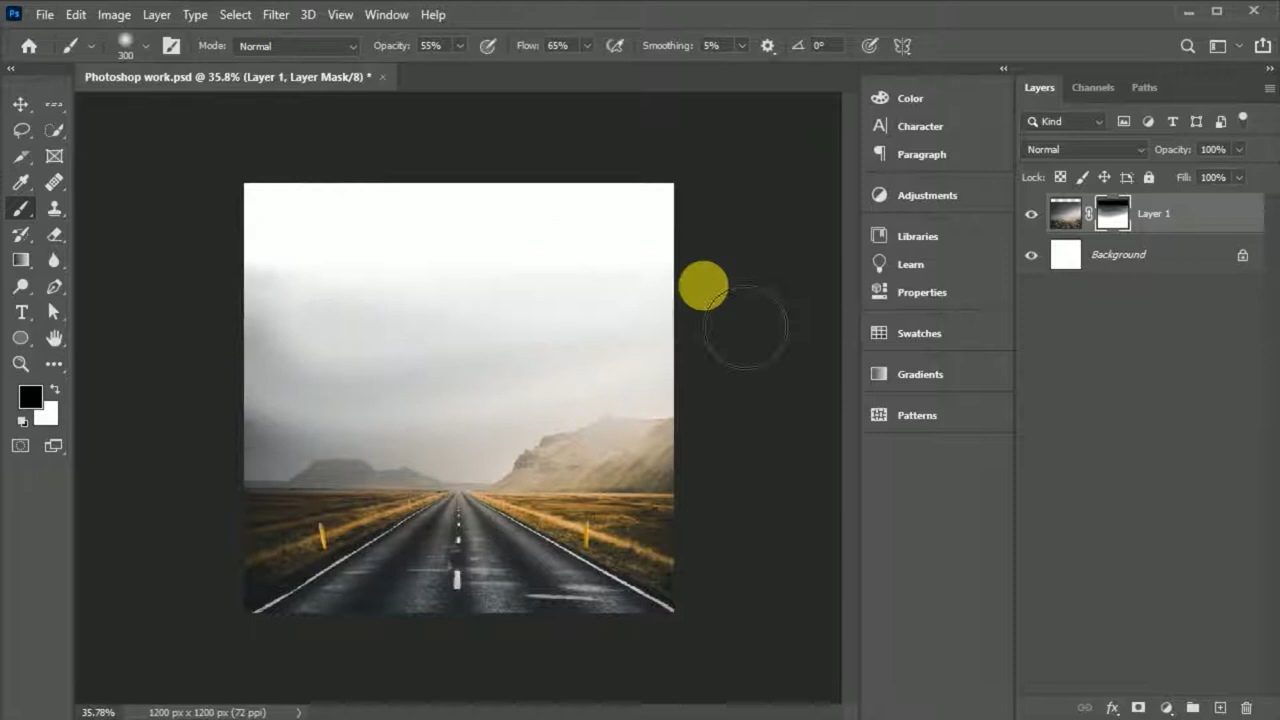 Ps File Edit Image Layer Type Select Filter 3D View Window Help
300 Mode: Normal Opacity: 55% Flow: 65% Smoothing: 5% 0°
Photoshop work.psd @ 35.8% (Layer 1, Layer Mask/8) * ×
Color
Character
Paragraph
Adjustments
Libraries
Learn
Properties
Swatches
Gradients
Patterns
Layers Channels Paths
Kind
Normal Opacity: 100%
Lock: Fill: 100%
Layer 1
Background
35.78% 1200 px x 1200 px (72 ppi)